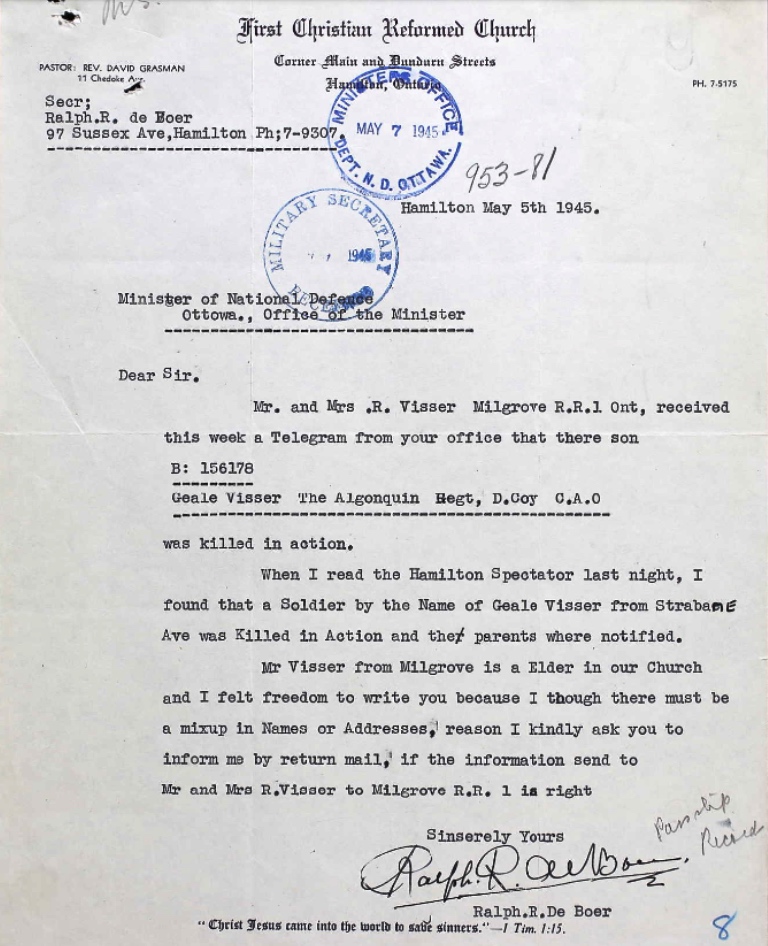 First Christian Reformed Church
Corner Main and Dundurn Streets
Hamilton, Ontario
PASTOR: REV. DAVID GRASMAN
11 Chedoke Ave.
PH. 7-5175
Secr;
Ralph.R. de Boer
97 Sussex Ave,Hamilton Ph;7-9307.
MINISTER'S OFFICE
MAY 7 1945
DEPT. N. D. OTTAWA.
953-81
Hamilton May 5th 1945.
MILITARY SECRETARY
1945
RECEIVED
Minister of National Defence
Ottowa., Office of the Minister
Dear Sir.
Mr. and Mrs .R. Visser Milgrove R.R.1 Ont, received
this week a Telegram from your office that there son
B: 156178
Geale Visser The Algonquin Regt, D.Coy C.A.O
was killed in action.
When I read the Hamilton Spectator last night, I
found that a Soldier by the Name of Geale Visser from StrabanE
Ave was Killed in Action and the parents where notified.
Mr Visser from Milgrove is a Elder in our Church
and I felt freedom to write you because I though there must be
a mixup in Names or Addresses, reason I kindly ask you to
inform me by return mail, if the information send to
Mr and Mrs R.Visser to Milgrove R.R. 1 is right
Sinserely Yours
Ralph.R. de Boer.
Record
Ralph.R.De Boer
"Christ Jesus came into the world to save sinners."—1 Tim. 1:15.
8